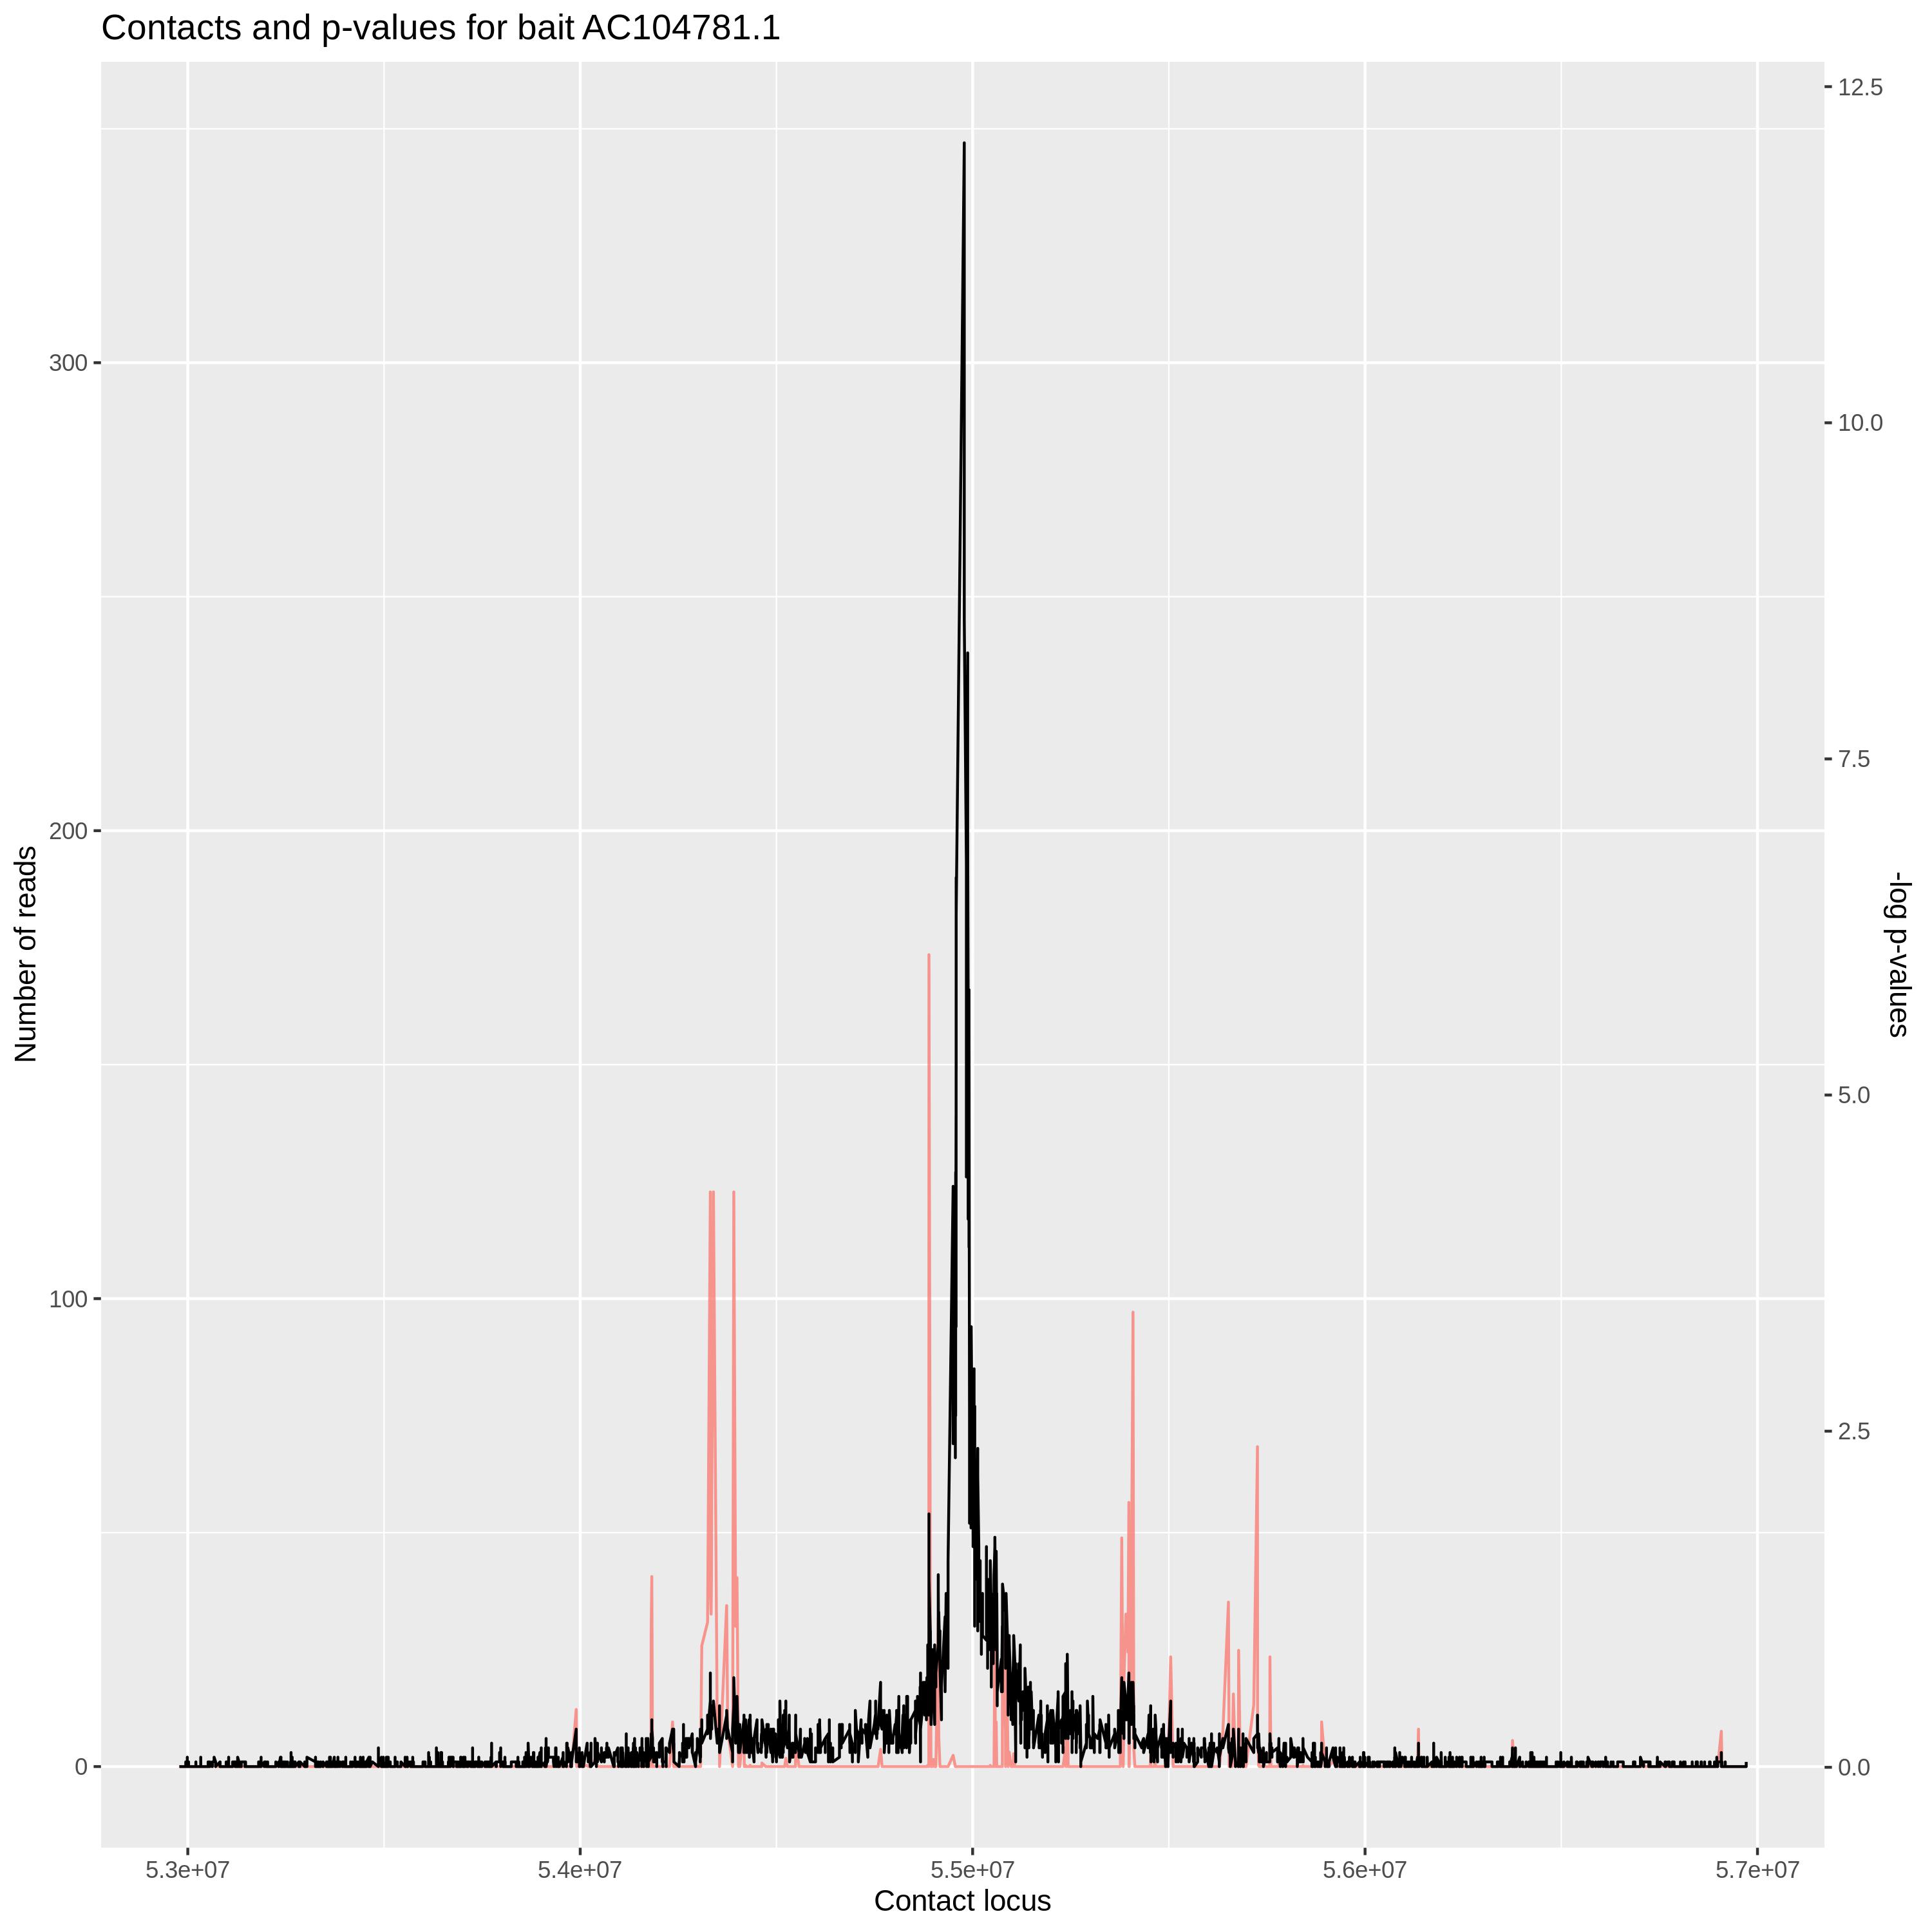 Contacts and p-values for bait AC104781.1
Number of reads
300
200
100
0
12.5
10.0
7.5
5.0
2.5
0.0
-log p-values
5.3e+07
5.4e+07
5.5e+07
5.6e+07
5.7e+07
Contact locus